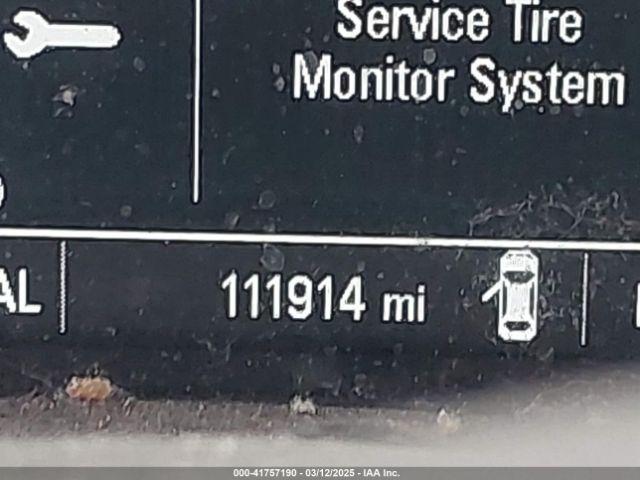 Service Tire
Monitor System
AL
111914 mi
000-41757190 - 03/12/2025 - IAA Inc.